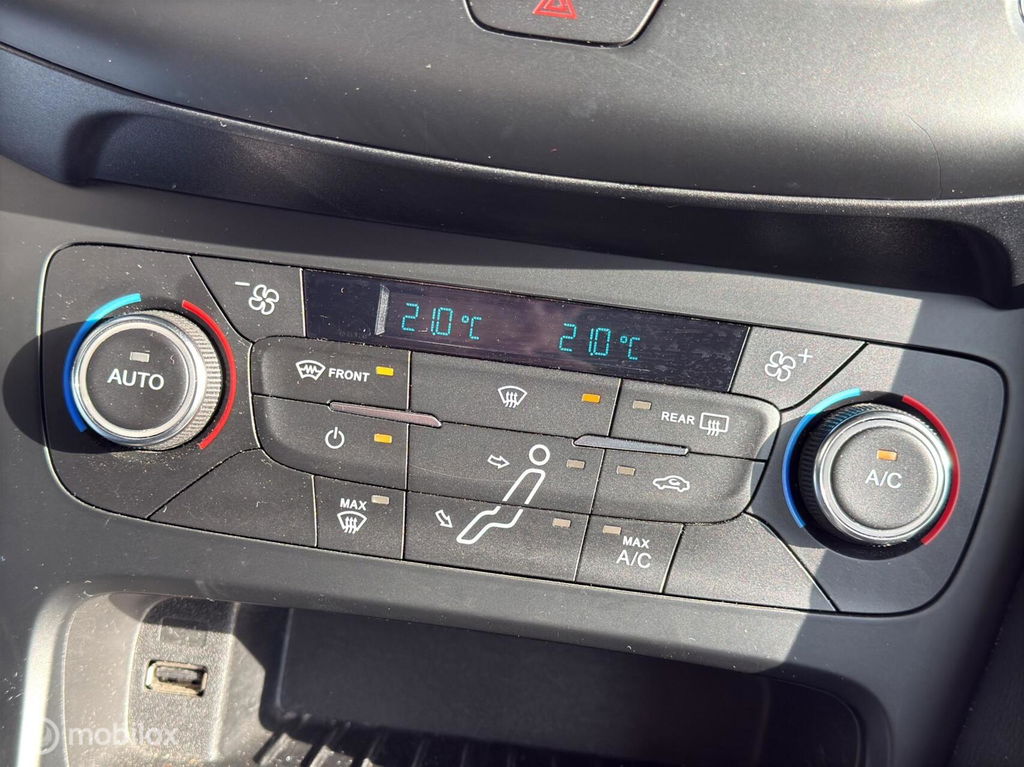 21.0 °C 21.0 °C
AUTO
FRONT
REAR
A/C
MAX
MAX
A/C
mobilox